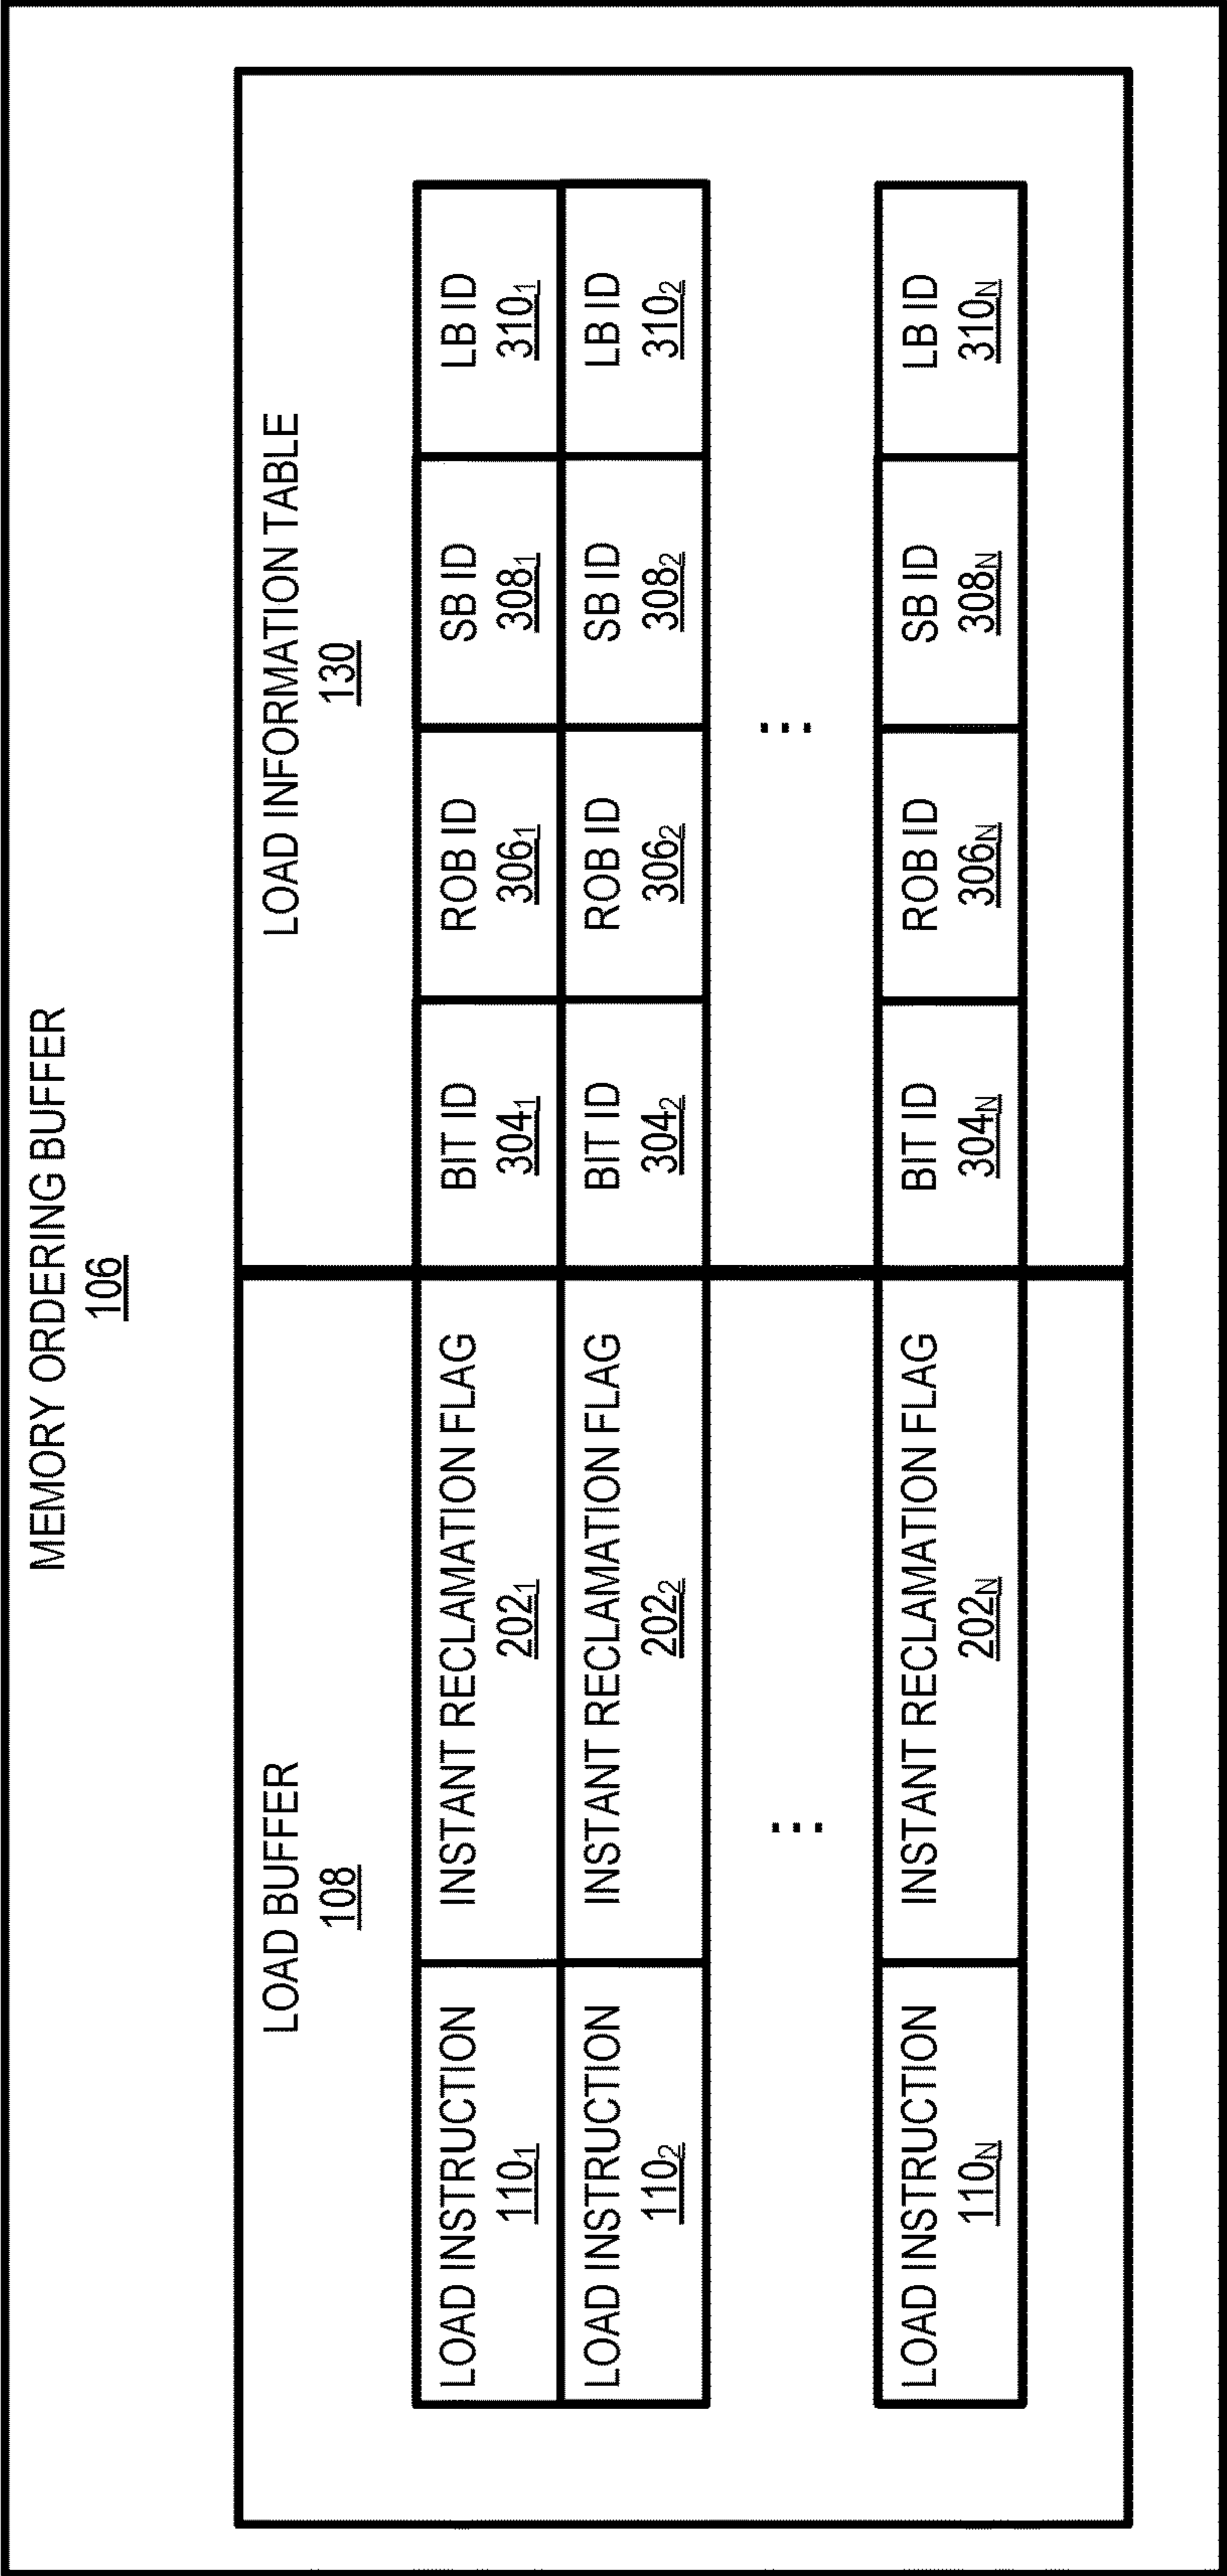 MEMORY ORDERING BUFFER
106
LOAD BUFFER
108
LOAD INFORMATION TABLE
130
LOAD INSTRUCTION
110₁
INSTANT RECLAMATION FLAG
202₁
BIT ID
304₁
ROB ID
306₁
SB ID
308₁
LB ID
310₁
LOAD INSTRUCTION
110₂
INSTANT RECLAMATION FLAG
202₂
BIT ID
304₂
ROB ID
306₂
SB ID
308₂
LB ID
310₂
...
...
LOAD INSTRUCTION
110N
INSTANT RECLAMATION FLAG
202N
BIT ID
304N
ROB ID
306N
SB ID
308N
LB ID
310N